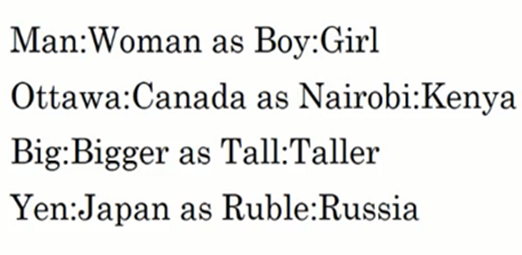 Man:Woman as Boy:Girl
Ottawa:Canada as Nairobi:Kenya
Big:Bigger as Tall:Taller
Yen:Japan as Ruble:Russia